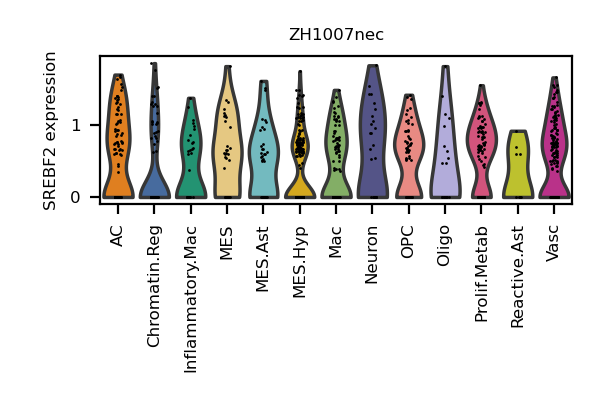 ZH1007nec
SREBF2 expression
1
0
AC
Chromatin.Reg
Inflammatory.Mac
MES
MES.Ast
MES.Hyp
Mac
Neuron
OPC
Oligo
Prolif.Metab
Reactive.Ast
Vasc